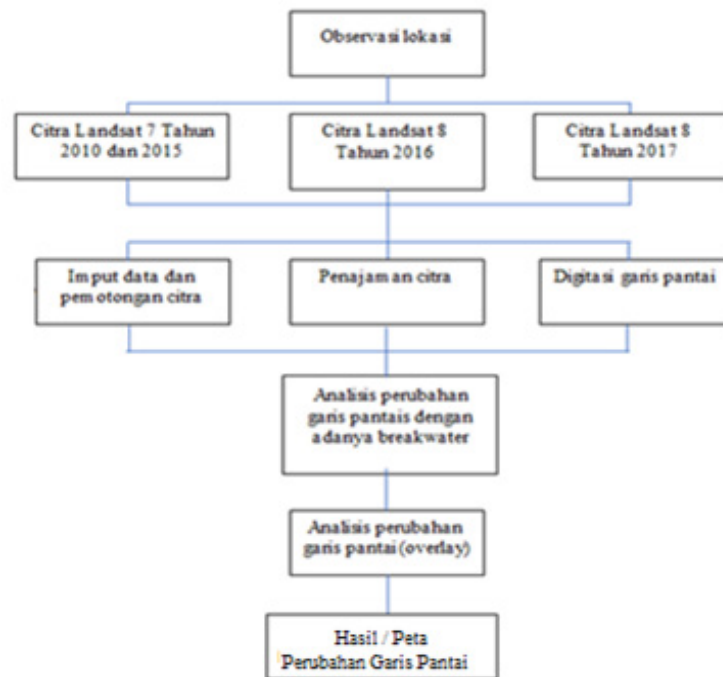 Observasi lokasi
Citra Landsat 7 Tahun
2010 dan 2015
Citra Landsat 8
Tahun 2016
Citra Landsat 8
Tahun 2017
Imput data dan
pemotongan citra
Penajaman citra
Digitasi garis pantai
Analisis perubahan
garis pantais dengan
adanya breakwater
Analisis perubahan
garis pantai (overlay)
Hasil / Peta
Perubahan Garis Pantai